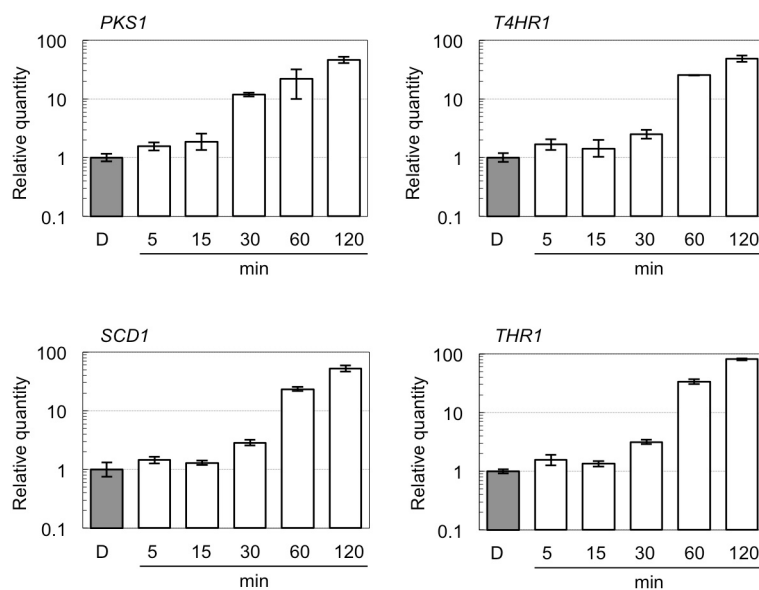 PKS1
Relative quantity
100
10
1
0.1
D 5 15 30 60 120
min
T4HR1
Relative quantity
100
10
1
0.1
D 5 15 30 60 120
min
SCD1
Relative quantity
100
10
1
0.1
D 5 15 30 60 120
min
THR1
Relative quantity
100
10
1
0.1
D 5 15 30 60 120
min